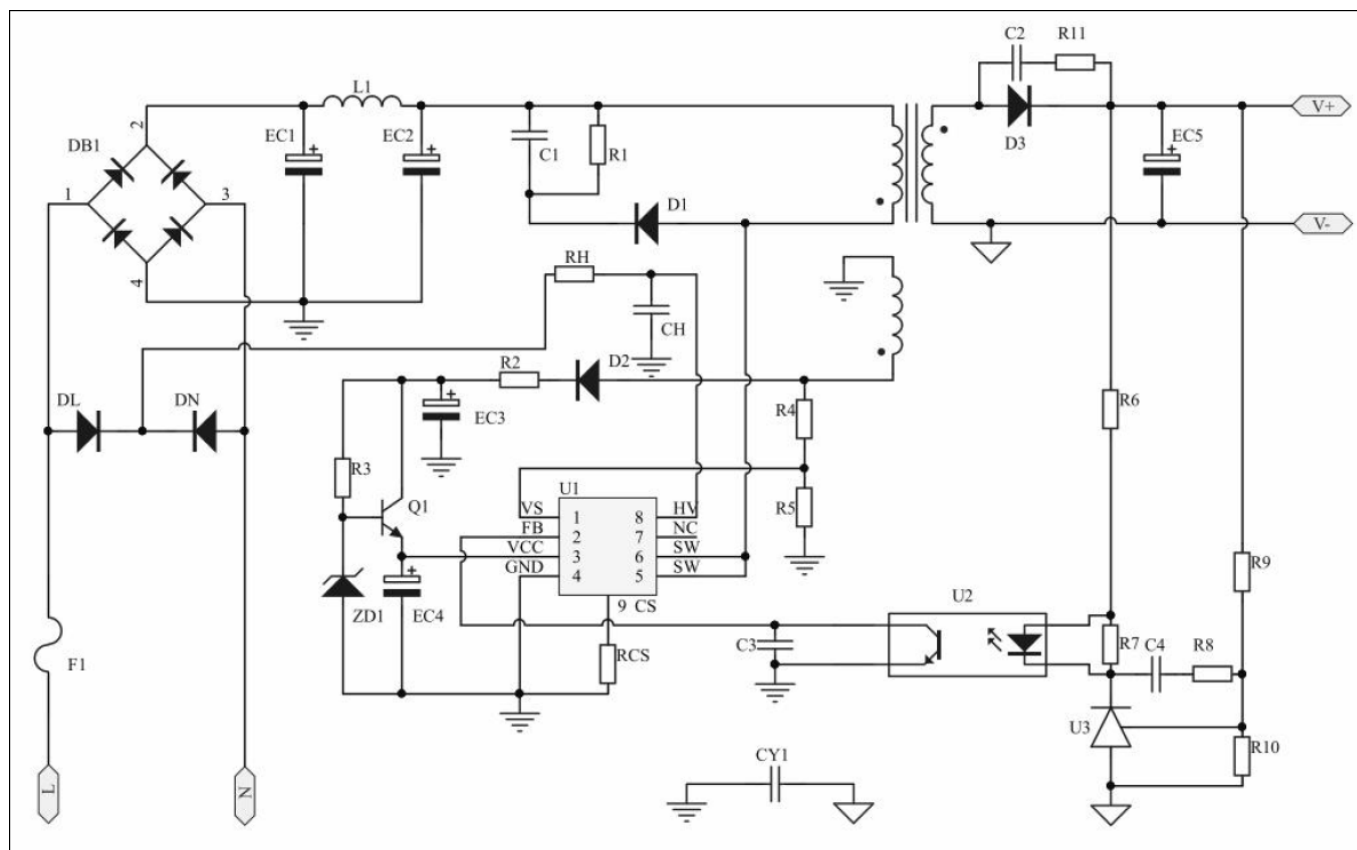 C2
R11
L1
V+
2
EC1
EC2
D3
EC5
DB1
C1
R1
1
3
D1
V-
4
RH
CH
R2
D2
DL
DN
EC3
R4
R6
R3
U1
Q1
VS
1
8
HV
R5
FB
2
7
NC
VCC
3
6
SW
GND
4
5
SW
R9
ZD1
EC4
9 CS
U2
F1
RCS
C3
R7
C4
R8
U3
R10
CY1
L
N